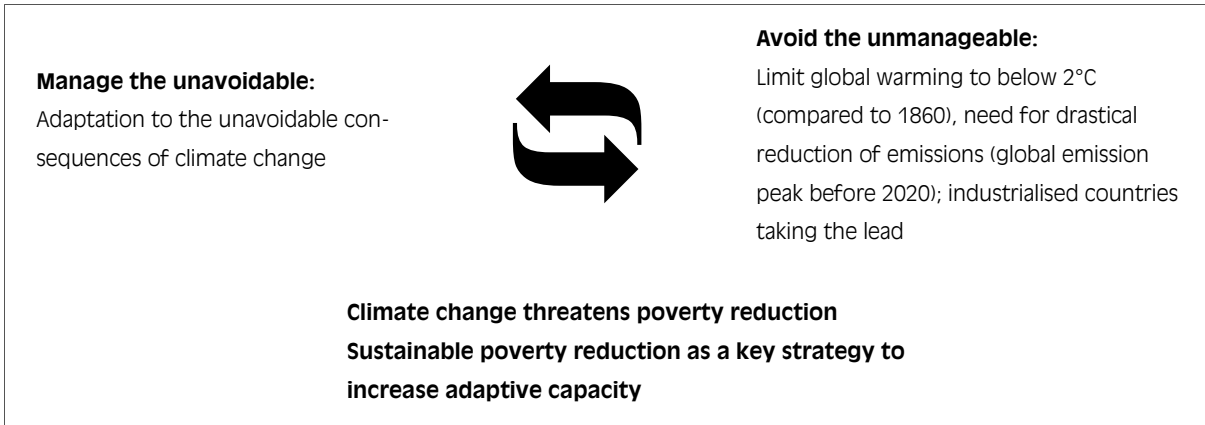 Manage the unavoidable:
Adaptation to the unavoidable con-
sequences of climate change
Avoid the unmanageable:
Limit global warming to below 2°C
(compared to 1860), need for drastical
reduction of emissions (global emission
peak before 2020); industrialised countries
taking the lead
Climate change threatens poverty reduction
Sustainable poverty reduction as a key strategy to
increase adaptive capacity